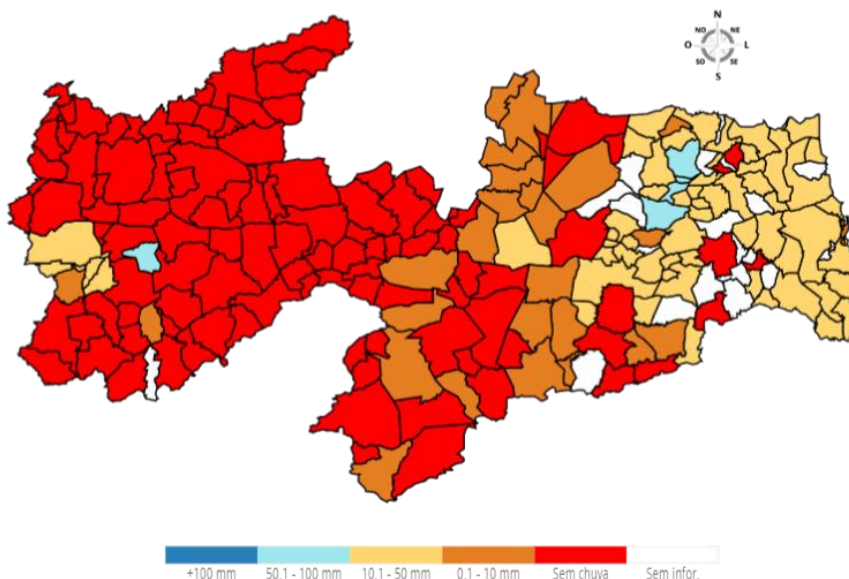 N
NO NE
O L
SO SE
S
+100 mm 50.1 - 100 mm 10.1 - 50 mm 0.1 - 10 mm Sem chuva Sem infor.